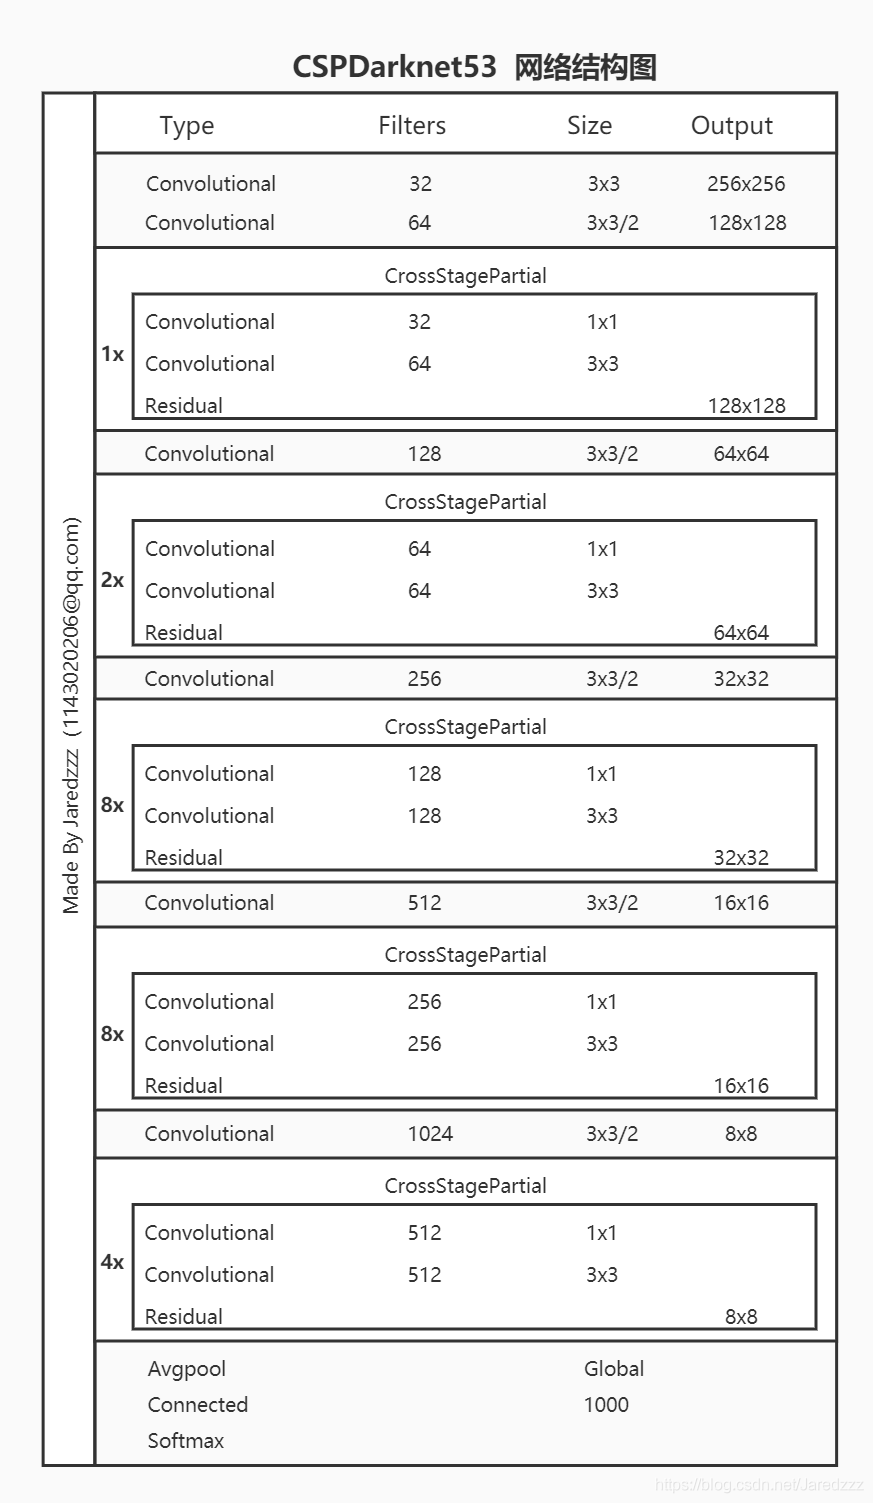 CSPDarknet53 网络结构图
Type Filters Size Output
Convolutional 32 3x3 256x256
Convolutional 64 3x3/2 128x128
CrossStagePartial
1x
Convolutional 32 1x1
Convolutional 64 3x3
Residual 128x128
Convolutional 128 3x3/2 64x64
CrossStagePartial
2x
Convolutional 64 1x1
Convolutional 64 3x3
Residual 64x64
Convolutional 256 3x3/2 32x32
CrossStagePartial
8x
Convolutional 128 1x1
Convolutional 128 3x3
Residual 32x32
Convolutional 512 3x3/2 16x16
CrossStagePartial
8x
Convolutional 256 1x1
Convolutional 256 3x3
Residual 16x16
Convolutional 1024 3x3/2 8x8
CrossStagePartial
4x
Convolutional 512 1x1
Convolutional 512 3x3
Residual 8x8
Avgpool Global
Connected 1000
Softmax
Made By Jaredzzz（1143020206@qq.com)
https://blog.csdn.net/Jaredzzz